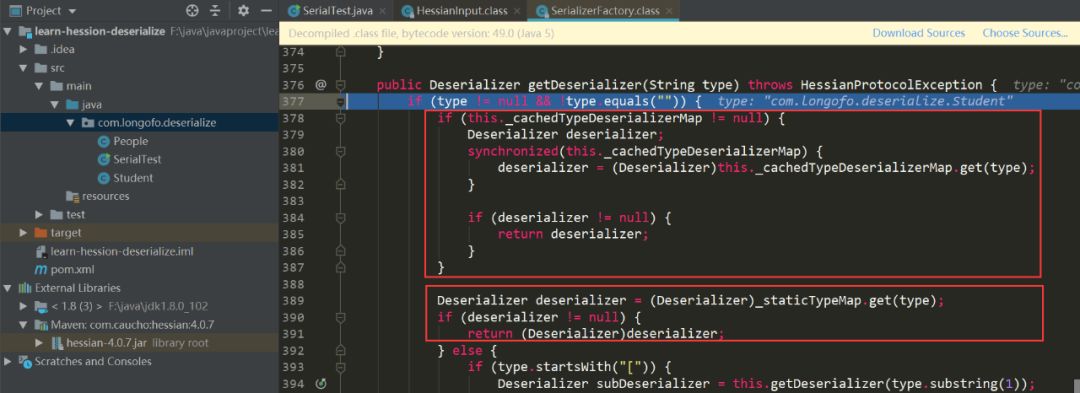 Project
SerialTest.java
HessianInput.class
SerializerFactory.class
learn-hession-deserialize F:\java\javaproject\lea
.idea
src
main
java
com.longofo.deserialize
People
SerialTest
Student
resources
test
target
learn-hession-deserialize.iml
pom.xml
External Libraries
< 1.8 (3) > F:\java\jdk1.8.0_102
Maven: com.caucho:hessian:4.0.7
hessian-4.0.7.jar library root
Scratches and Consoles
Decompiled .class file, bytecode version: 49.0 (Java 5) Download Sources Choose Sources...
374 }
375
376 @ public Deserializer getDeserializer(String type) throws HessianProtocolException { type: "co
377 if (type != null && !type.equals("")) { type: "com.longofo.deserialize.Student"
378 if (this._cachedTypeDeserializerMap != null) {
379 Deserializer deserializer;
380 synchronized(this._cachedTypeDeserializerMap) {
381 deserializer = (Deserializer)this._cachedTypeDeserializerMap.get(type);
382 }
383
384 if (deserializer != null) {
385 return deserializer;
386 }
387 }
388
389 Deserializer deserializer = (Deserializer)_staticTypeMap.get(type);
390 if (deserializer != null) {
391 return (Deserializer)deserializer;
392 } else {
393 if (type.startsWith("[")) {
394 Deserializer subDeserializer = this.getDeserializer(type.substring(1));